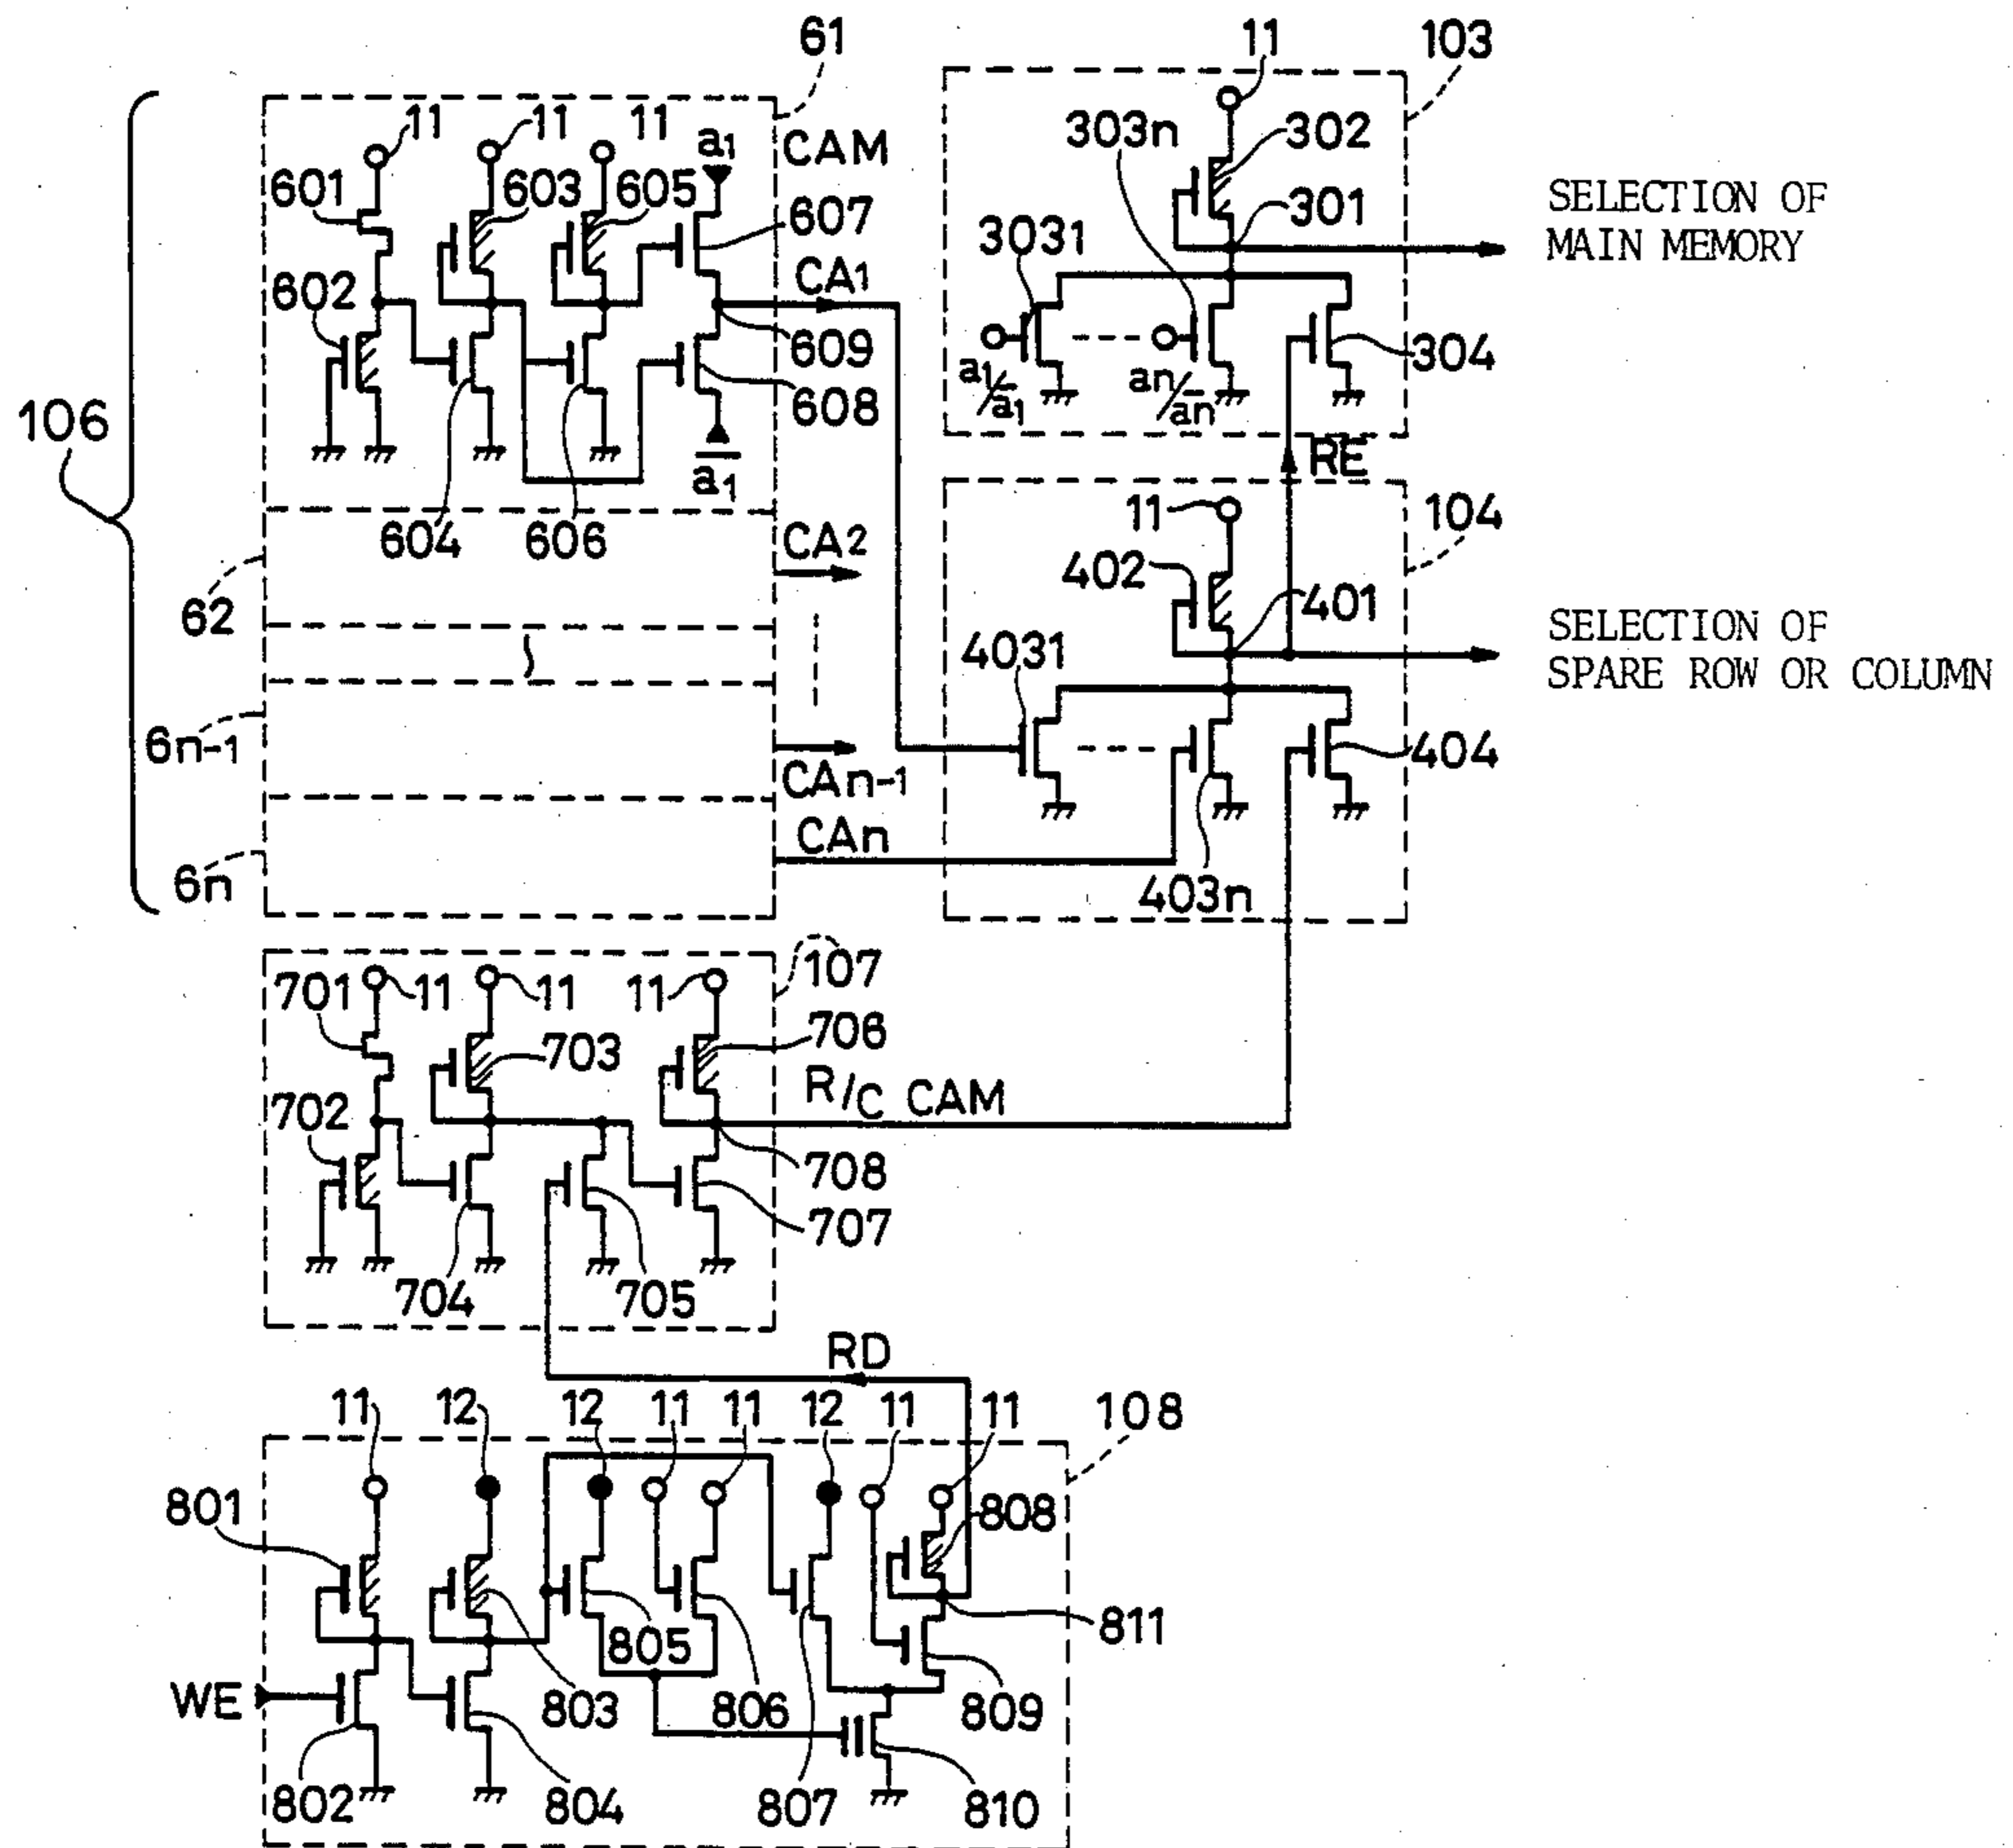 61
11
103
11
11
11
a1
CAM
303n
302
601
603
605
607
3031
301
SELECTION OF
MAIN MEMORY
602
CA1
609
a1/a̅1
an/a̅n
304
608
106
a̅1
RE
604
606
CA2
11
104
402
401
62
SELECTION OF
SPARE ROW OR COLUMN
4031
6n-1
404
CAn-1
CAn
6n
403n
107
701
11
11
11
706
703
R/C CAM
702
708
707
704
705
RD
11
12
12
11
11
12
11
11
108
801
808
805
811
WE
803
806
809
802
804
807
810